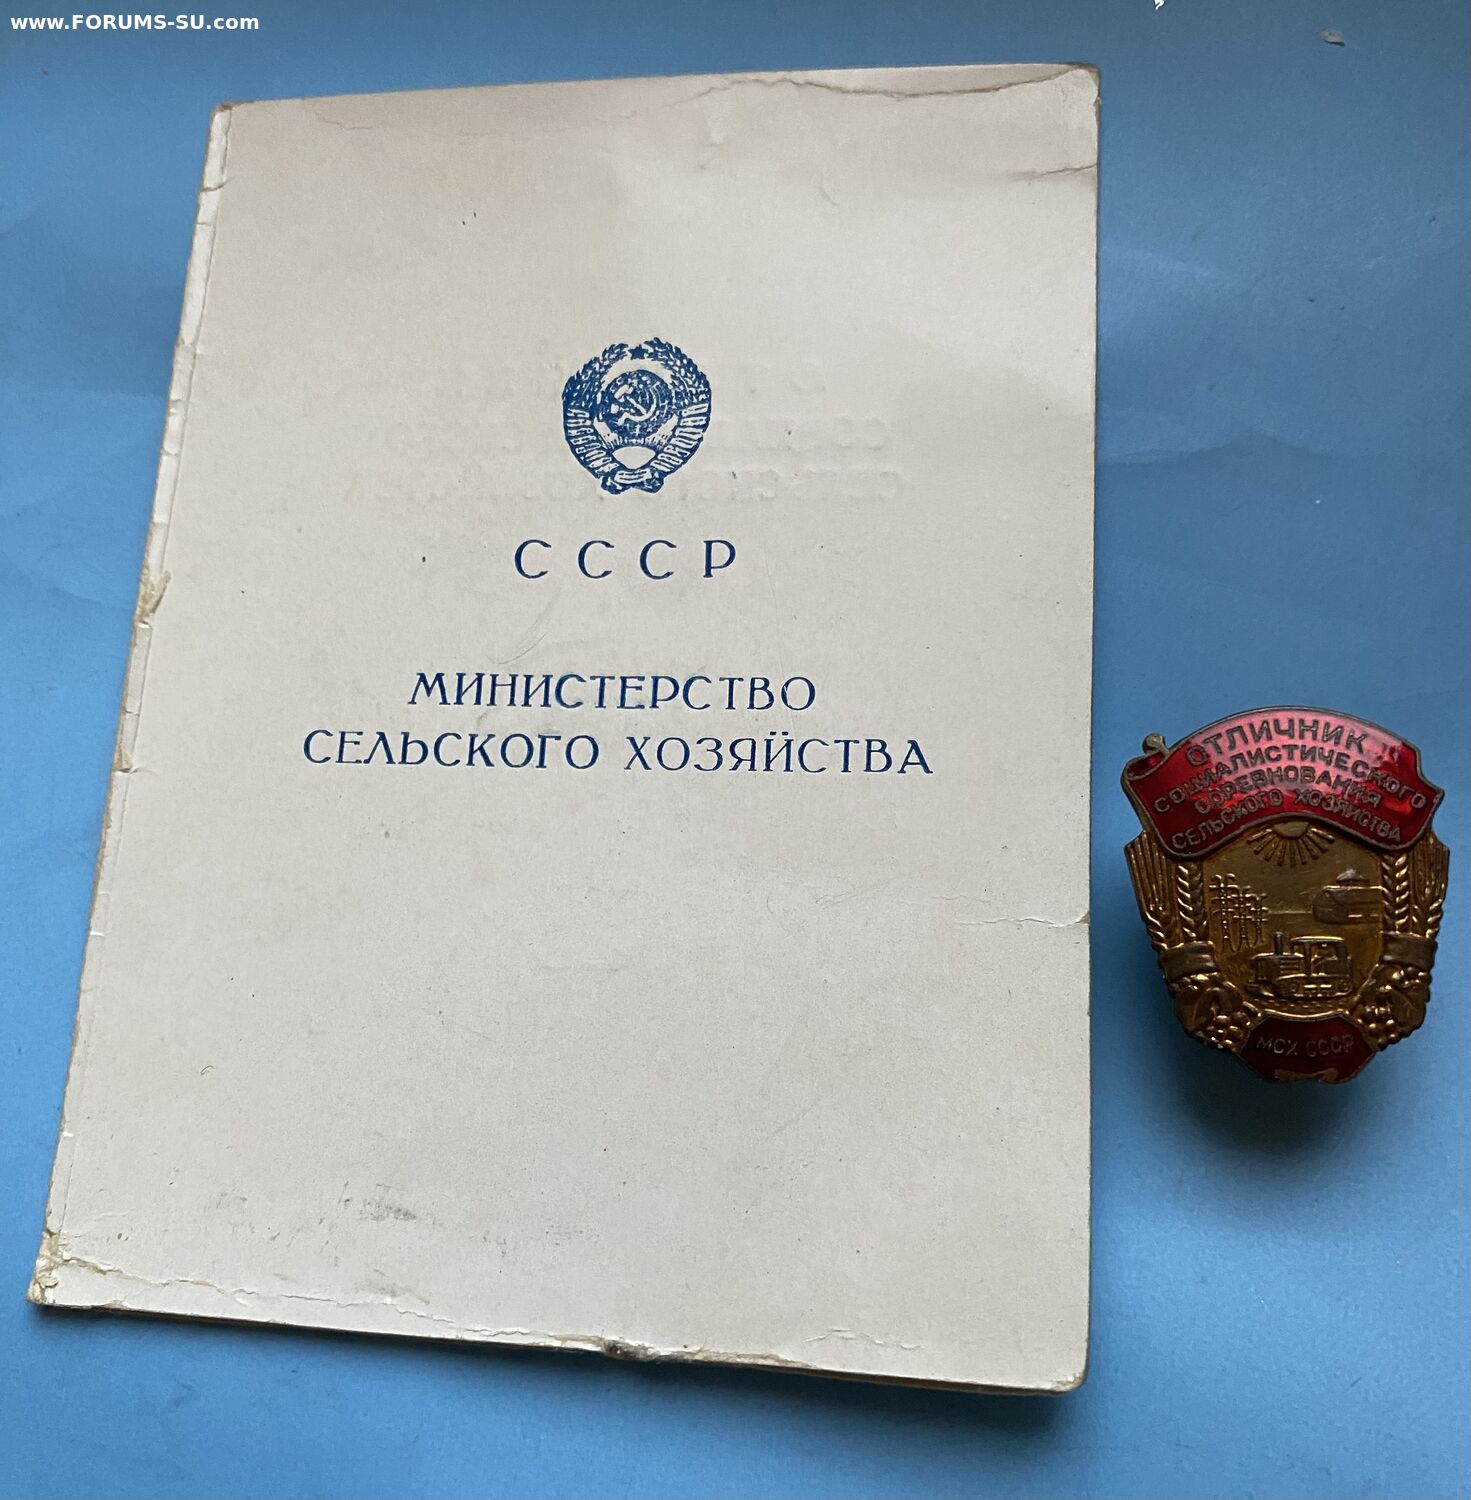 www.FORUMS-SU.com
СССР
МИНИСТЕРСТВО
СЕЛЬСКОГО ХОЗЯЙСТВА
ОТЛИЧНИК
СОЦИАЛИСТИЧЕСКОГО
СОРЕВНОВАНИЯ
СЕЛЬСКОГО ХОЗЯЙСТВА
МСХ СССР